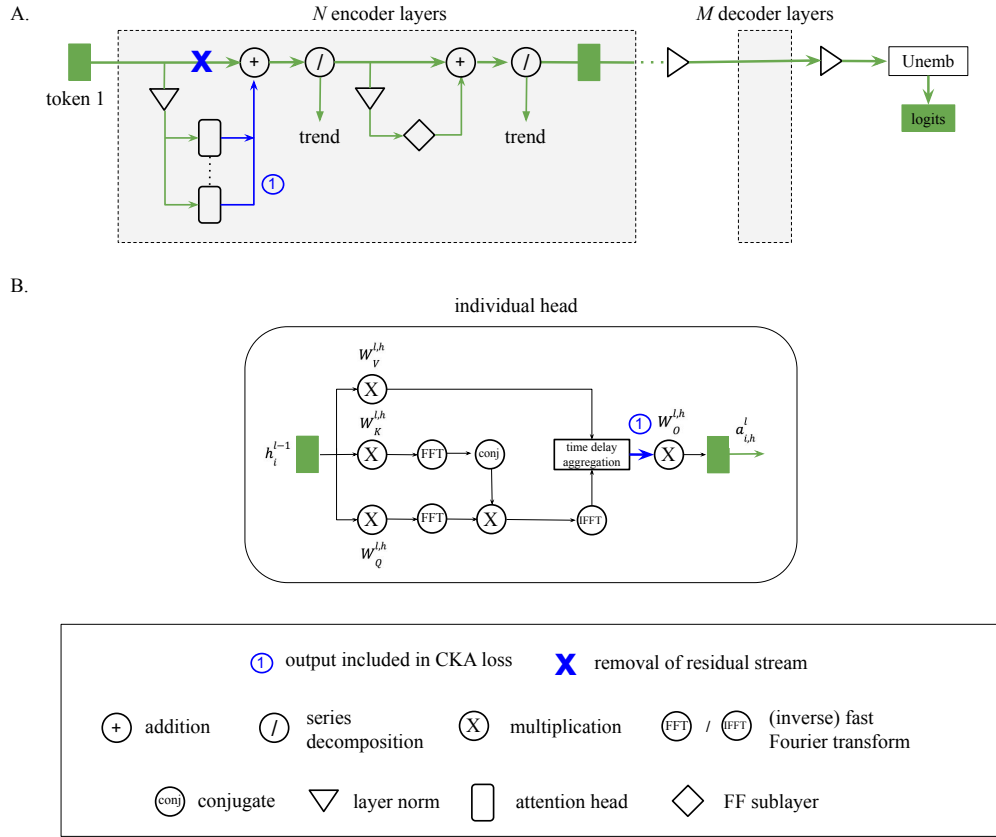 A.
N encoder layers
M decoder layers
token 1
X
+
/
trend
+
/
trend
1
Unemb
logits
B.
individual head
W_V^{l,h}
X
W_K^{l,h}
1
W_O^{l,h}
a_{i,h}^{l}
h_i^{l-1}
X
FFT
conj
time delay
aggregation
X
X
FFT
X
IFFT
W_Q^{l,h}
1 output included in CKA loss
X removal of residual stream
+ addition
/ series
decomposition
X multiplication
FFT / IFFT (inverse) fast
Fourier transform
conj conjugate
layer norm
attention head
FF sublayer